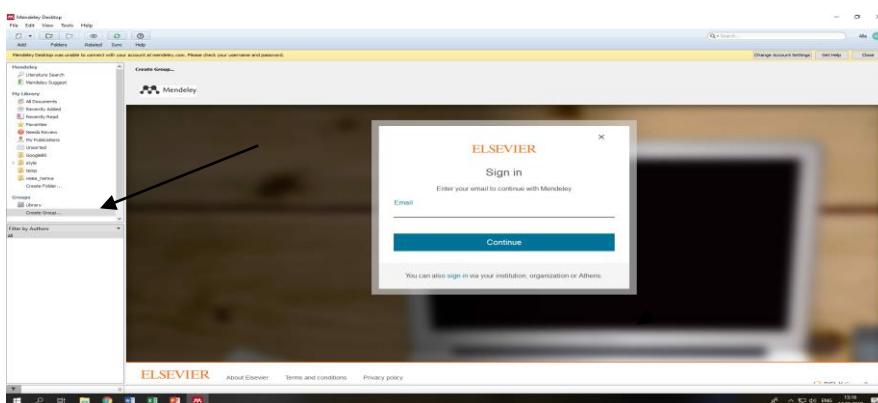 Mendeley Desktop
File Edit View Tools Help
Add Folders Related Sync Help
Search...
Mendeley Desktop was unable to connect with your account at mendeley.com. Please check your username and password.
Change Account Settings Get Help Close
Mendeley
Literature Search
Mendeley Suggest
My Library
All Documents
Recently Added
Recently Read
Favorites
Needs Review
My Publications
Unsorted
style
temp
Create Folder...
Groups
Library
Create Group...
Filter by Authors
All
Create Group...
Mendeley
ELSEVIER
Sign in
Enter your email to continue with Mendeley
Email
Continue
You can also sign in via your institution, organization or Athens.
ELSEVIER About Elsevier Terms and conditions Privacy policy
ENG